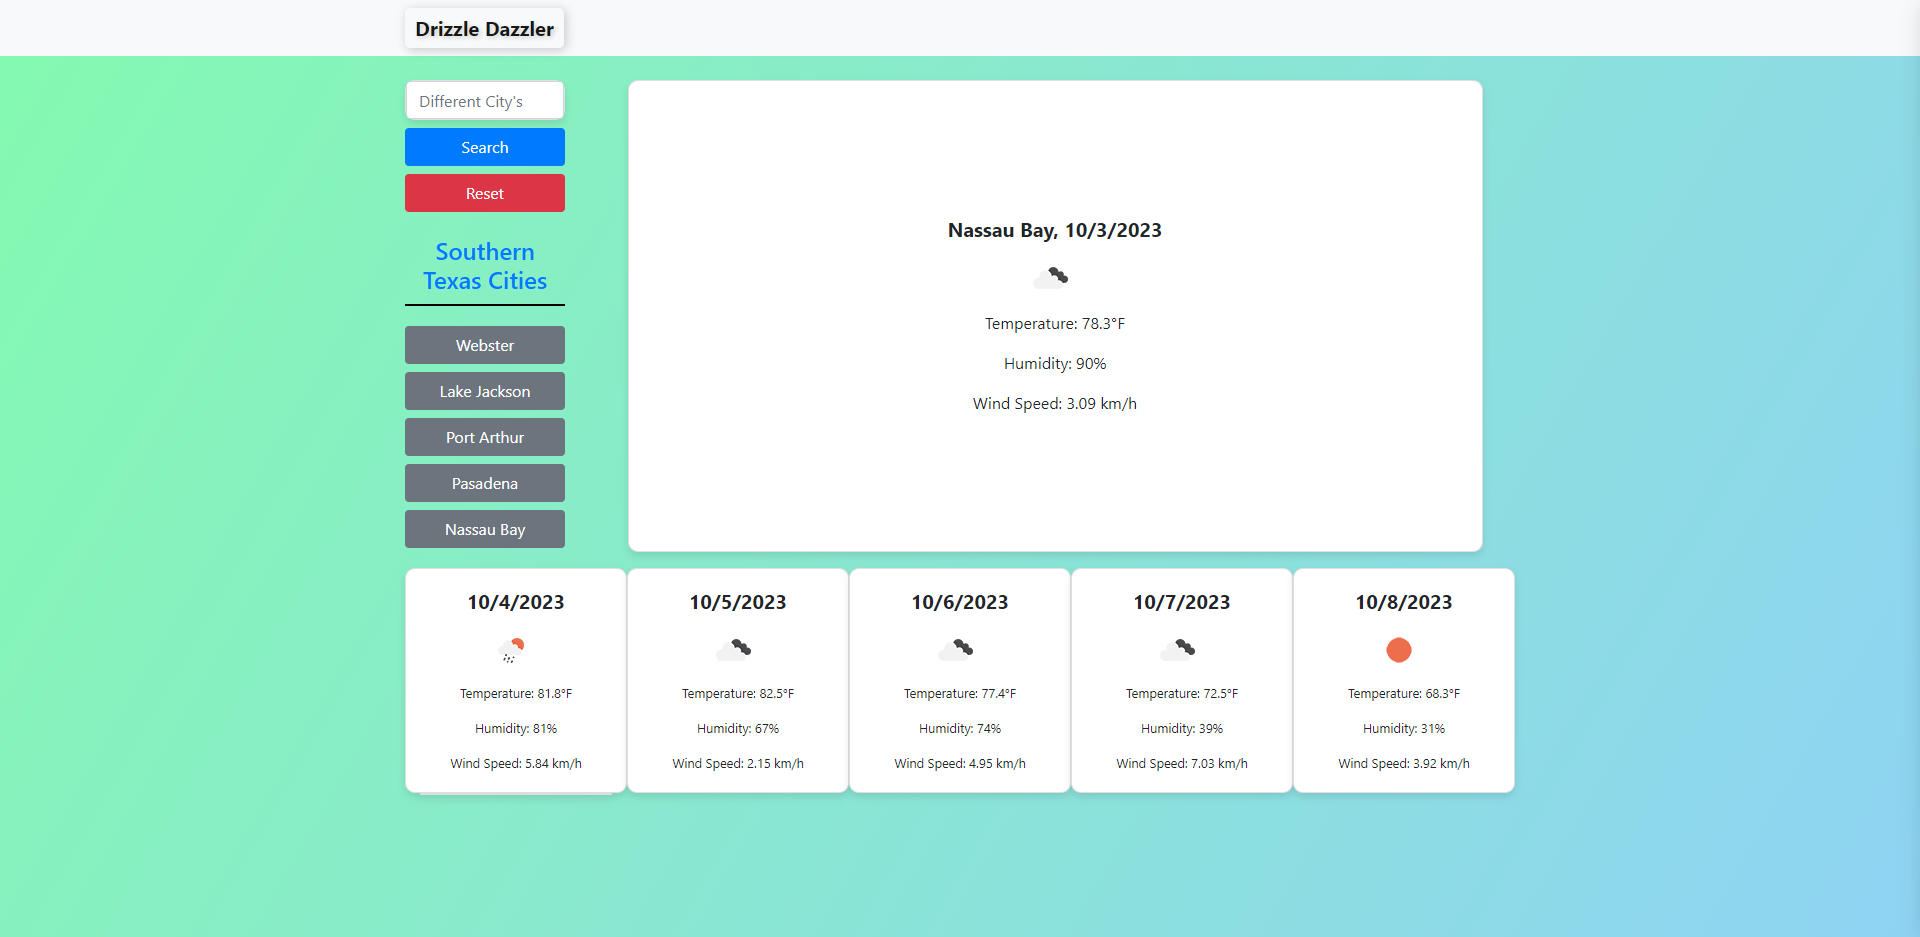 Drizzle Dazzler
Different City's
Search
Reset
Southern
Texas Cities
Webster
Lake Jackson
Port Arthur
Pasadena
Nassau Bay
Nassau Bay, 10/3/2023
Temperature: 78.3°F
Humidity: 90%
Wind Speed: 3.09 km/h
10/4/2023
Temperature: 81.8°F
Humidity: 81%
Wind Speed: 5.84 km/h
10/5/2023
Temperature: 82.5°F
Humidity: 67%
Wind Speed: 2.15 km/h
10/6/2023
Temperature: 77.4°F
Humidity: 74%
Wind Speed: 4.95 km/h
10/7/2023
Temperature: 72.5°F
Humidity: 39%
Wind Speed: 7.03 km/h
10/8/2023
Temperature: 68.3°F
Humidity: 31%
Wind Speed: 3.92 km/h